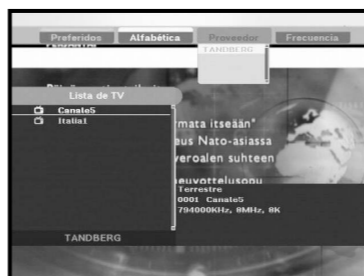 Preferidos Alfabética Proveedor Frecuencia
TANDBERG
Lista de TV
Canale5
Italia1
rmata itseään"
eus Nato-asiassa
veroalen suhteen
euvottelusopu
Terrestre
0001 Canale5
794000KHz, 8MHz, 8K
TANDBERG